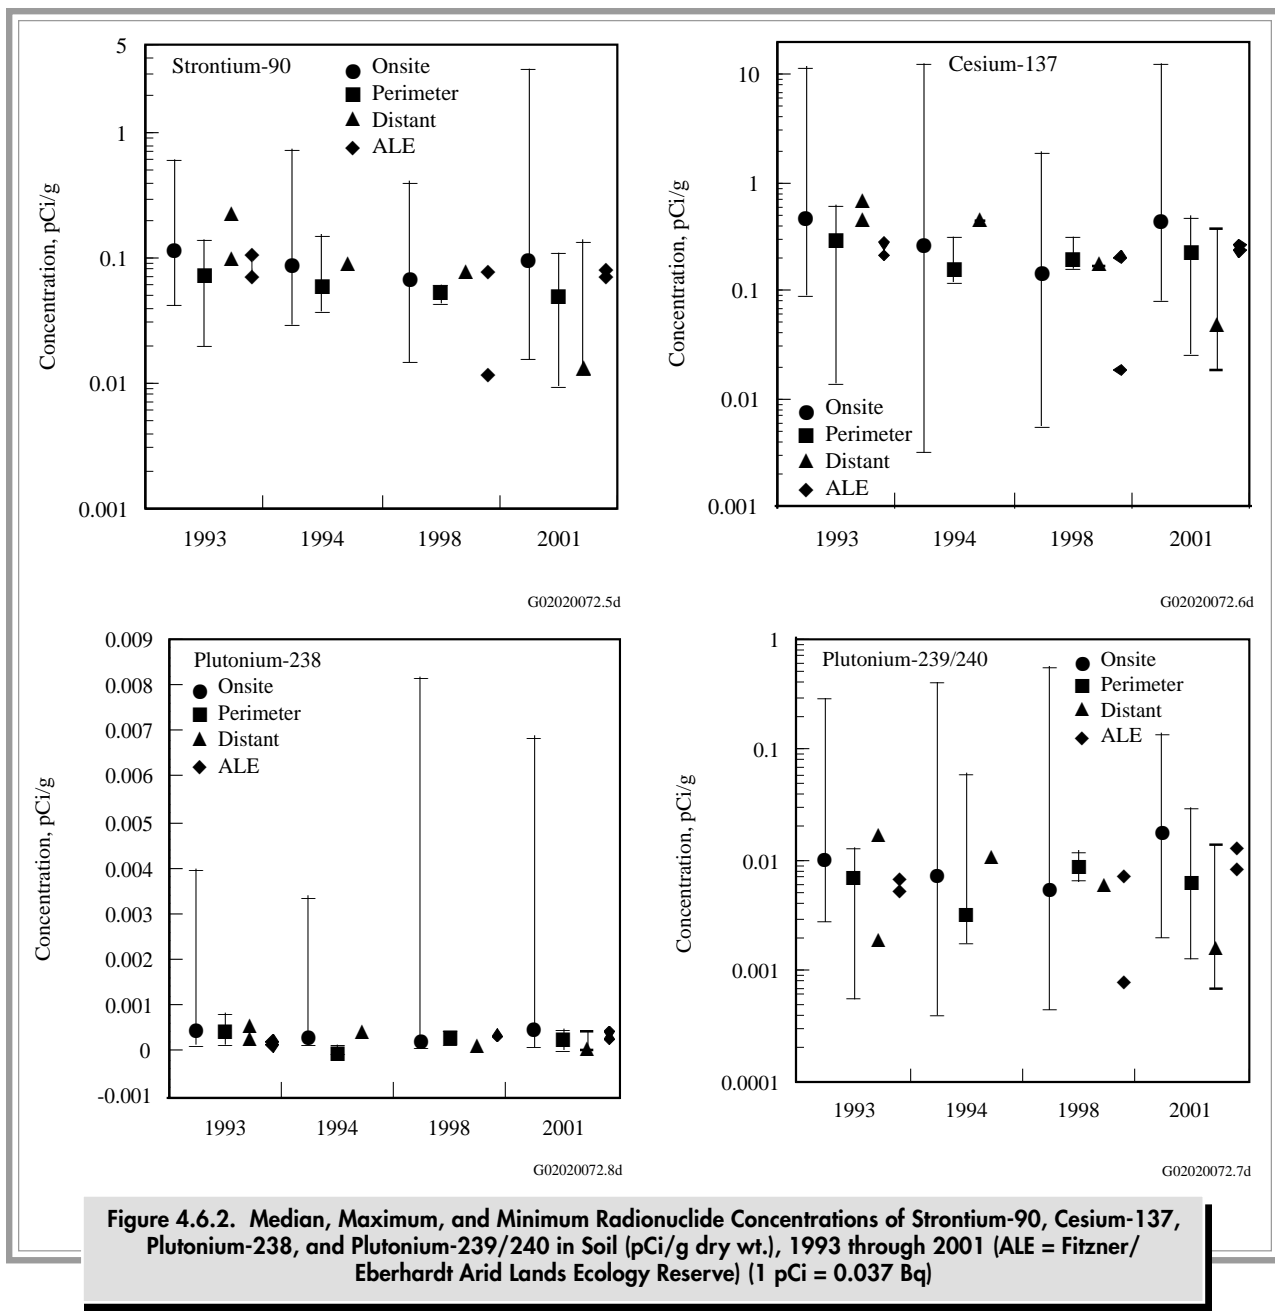 5
Strontium-90
Onsite
Perimeter
Distant
ALE
1
0.1
0.01
0.001
Concentration, pCi/g
1993 1994 1998 2001
G02020072.5d
10
Cesium-137
1
0.1
0.01
0.001
Concentration, pCi/g
Onsite
Perimeter
Distant
ALE
1993 1994 1998 2001
G02020072.6d
0.009
Plutonium-238
0.008
Onsite
Perimeter
Distant
ALE
0.007
0.006
0.005
0.004
0.003
0.002
0.001
0
-0.001
Concentration, pCi/g
1993 1994 1998 2001
G02020072.8d
1
Plutonium-239/240
Onsite
Perimeter
Distant
ALE
0.1
0.01
0.001
0.0001
Concentration, pCi/g
1993 1994 1998 2001
G02020072.7d
Figure 4.6.2. Median, Maximum, and Minimum Radionuclide Concentrations of Strontium-90, Cesium-137,
Plutonium-238, and Plutonium-239/240 in Soil (pCi/g dry wt.), 1993 through 2001 (ALE = Fitzner/
Eberhardt Arid Lands Ecology Reserve) (1 pCi = 0.037 Bq)